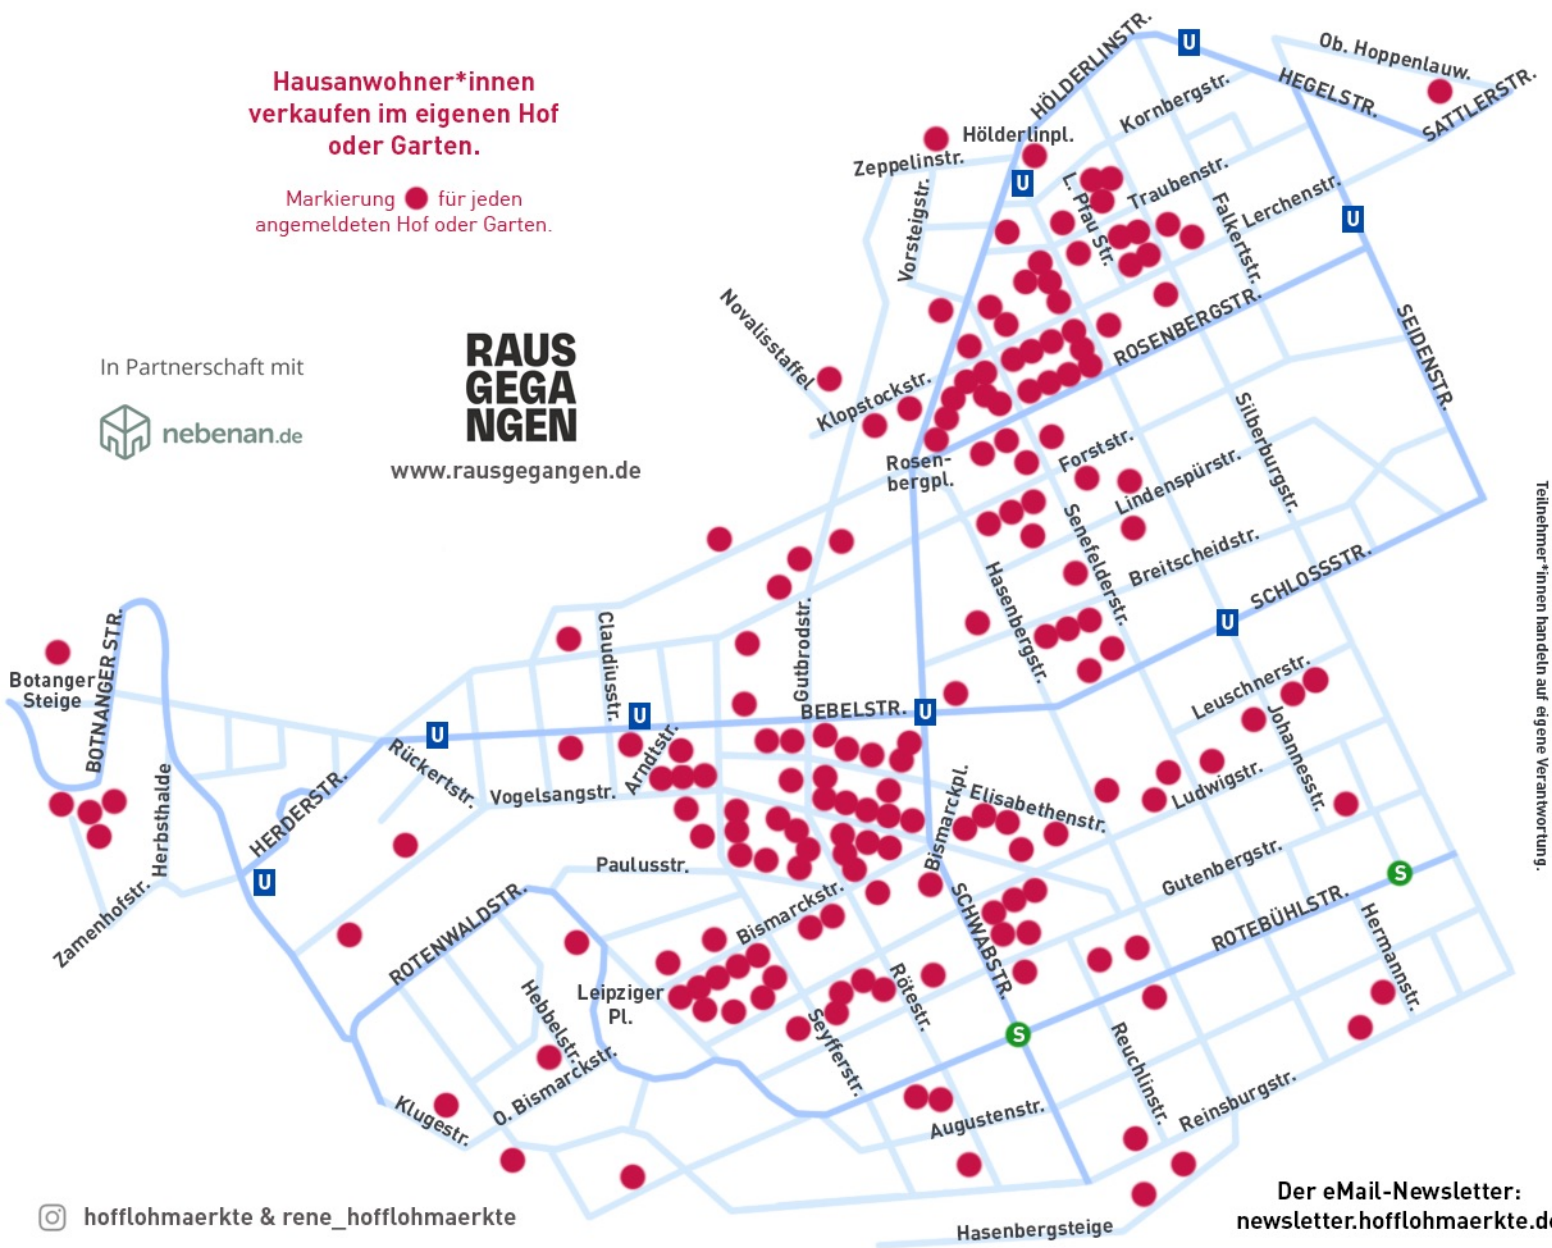 Hausanwohner*innen
verkaufen im eigenen Hof
oder Garten.
Markierung für jeden
angemeldeten Hof oder Garten.
In Partnerschaft mit
nebenan.de
RAUS
GEGA
NGEN
www.rausgegangen.de
HÖLDERLINSTR.
U
Ob. Hoppenlauw.
HEGELSTR.
SATTLERSTR.
Kornbergstr.
Hölderlinpl.
Zeppelinstr.
U
Vorsteigstr.
L. Pfau Str.
Traubenstr.
Falkertstr.
Lerchenstr.
U
Novalisstaffel
Klopstockstr.
ROSENBERGSTR.
SEIDENSTR.
Rosen-
bergpl.
Forststr.
Lindenspürstr.
Silberburgstr.
Senefelderstr.
Hasenbergstr.
Breitscheidstr.
SCHLOSSSTR.
U
Botanger
Steige
BOTNANGER STR.
Claudiusstr.
Gutbrodstr.
U
U
BEBELSTR.
U
Leuschnerstr.
Johannesstr.
Herbsthalde
HERDERSTR.
Rückertstr.
Vogelsangstr.
Arndtstr.
Bismarckpl.
Elisabethenstr.
Ludwigstr.
U
Zamenhofstr.
Paulusstr.
ROTENWALDSTR.
Bismarckstr.
SCHWABSTR.
Gutenbergstr.
S
ROTEBÜHLSTR.
Hermannstr.
Hebbelstr.
Leipziger
Pl.
Rötestr.
Seyfferstr.
S
O. Bismarckstr.
Klugestr.
Augustenstr.
Reuchlinstr.
Reinsburgstr.
Hasenbergsteige
Teilnehmer*innen handeln auf eigene Verantwortung.
hofflohmaerkte & rene_hofflohmaerkte
Der eMail-Newsletter:
newsletter.hofflohmaerkte.de